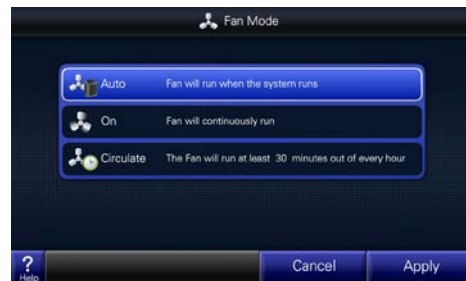 Fan Mode
Auto Fan will run when the system runs
On Fan will continuously run
Circulate The Fan will run at least 30 minutes out of every hour
? Help Cancel Apply